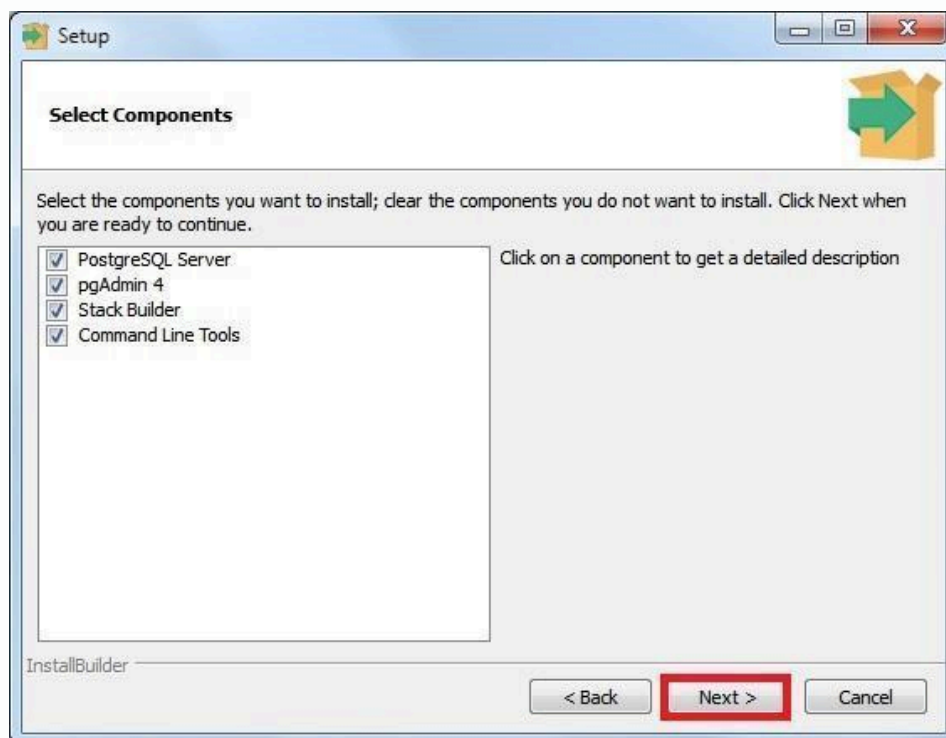 Setup
Select Components
Select the components you want to install; clear the components you do not want to install. Click Next when
you are ready to continue.
PostgreSQL Server
pgAdmin 4
Stack Builder
Command Line Tools
Click on a component to get a detailed description
InstallBuilder
< Back
Next >
Cancel